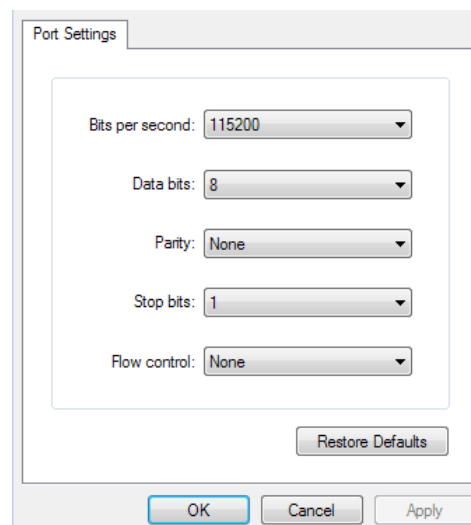 Port Settings
Bits per second: 115200
Data bits: 8
Parity: None
Stop bits: 1
Flow control: None
Restore Defaults
OK Cancel Apply